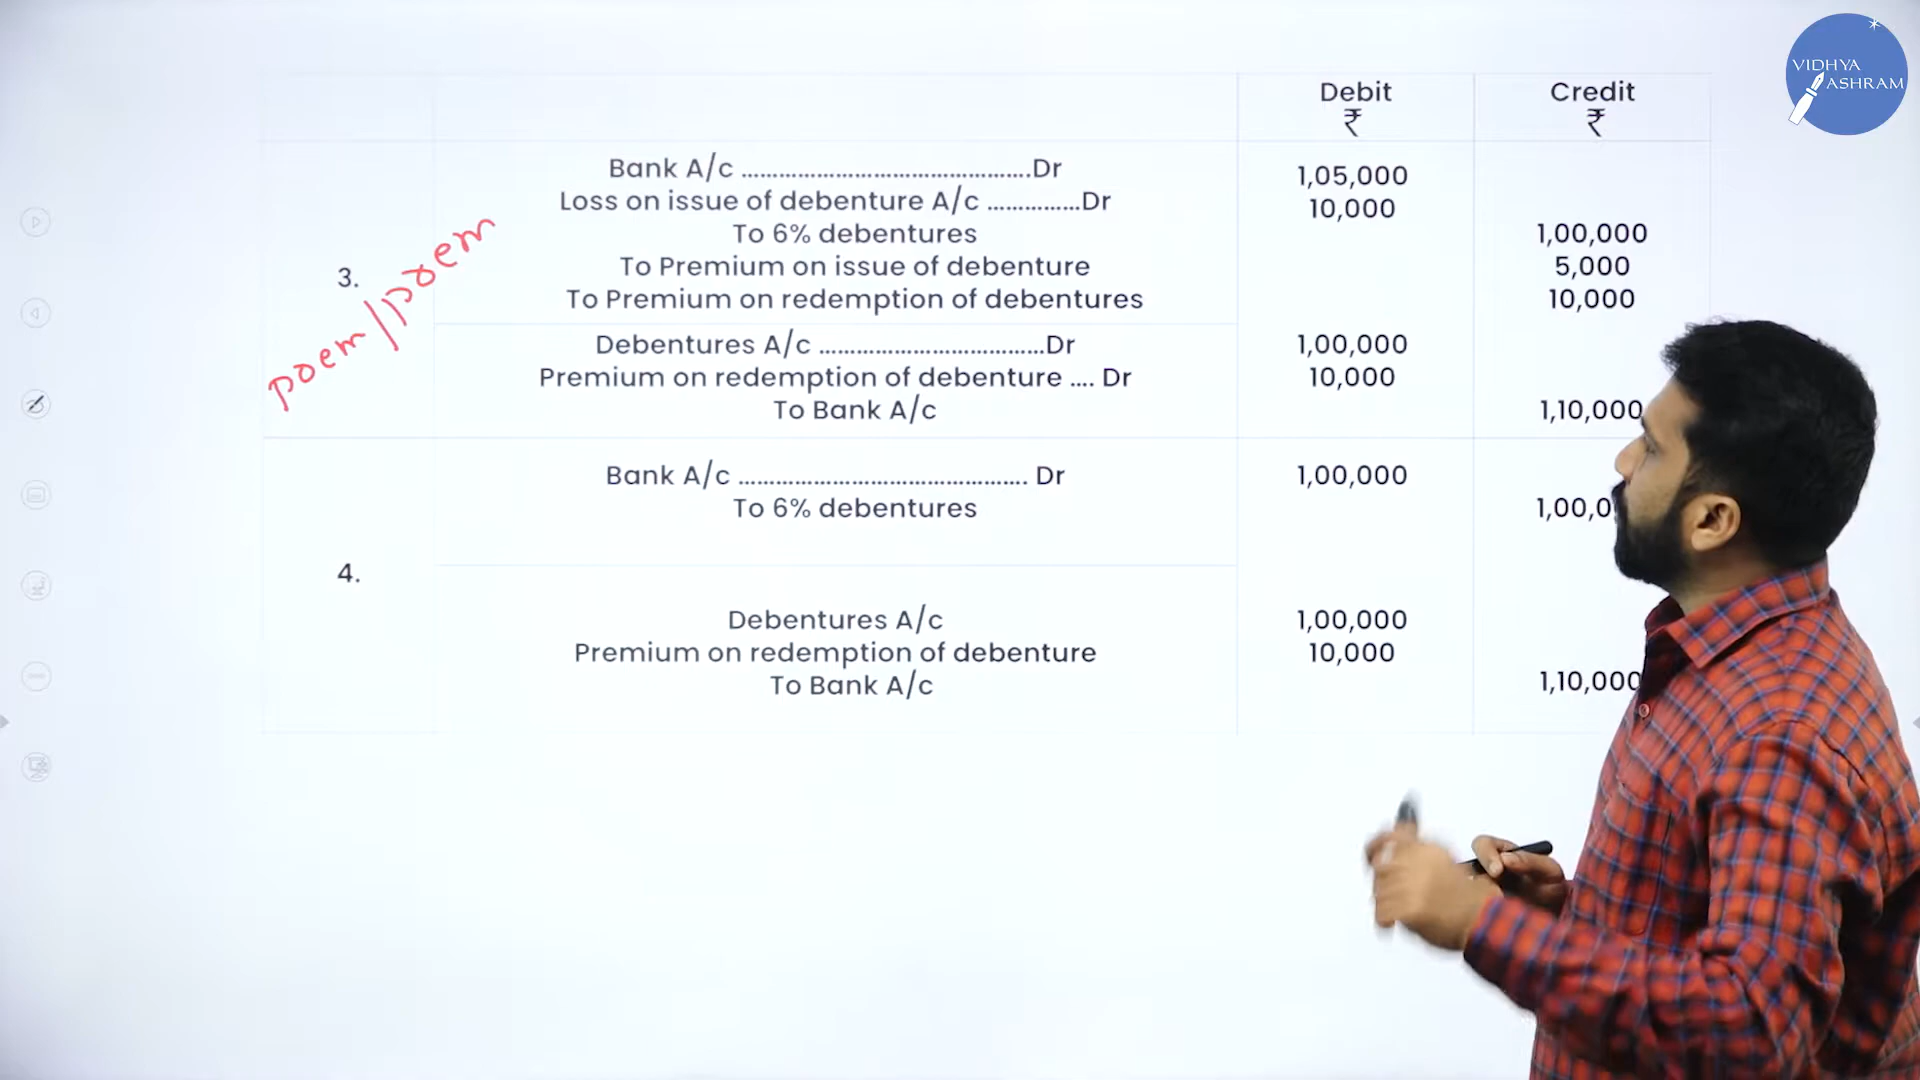 VIDHYA
ASHRAM
Debit
₹
Credit
₹
3.
poem/poem
Bank A/c ............................................Dr
1,05,000
Loss on issue of debenture A/c ...............Dr
10,000
To 6% debentures
1,00,000
To Premium on issue of debenture
5,000
To Premium on redemption of debentures
10,000
Debentures A/c ....................................Dr
1,00,000
Premium on redemption of debenture .... Dr
10,000
To Bank A/c
1,10,000
4.
Bank A/c .............................................. Dr
1,00,000
To 6% debentures
1,00,0
Debentures A/c
1,00,000
Premium on redemption of debenture
10,000
To Bank A/c
1,10,000